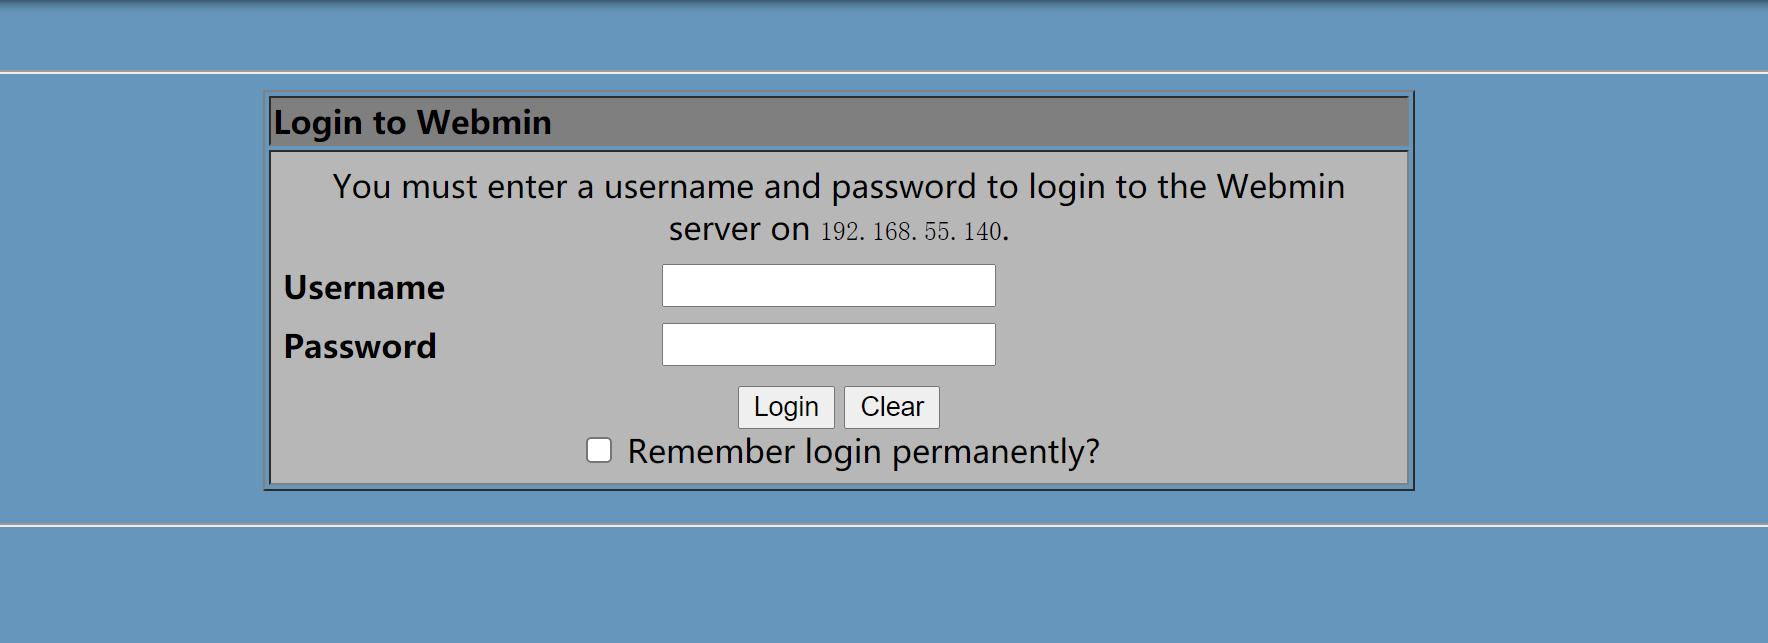 Login to Webmin
You must enter a username and password to login to the Webmin
server on 192.168.55.140.
Username
Password
Login Clear
Remember login permanently?